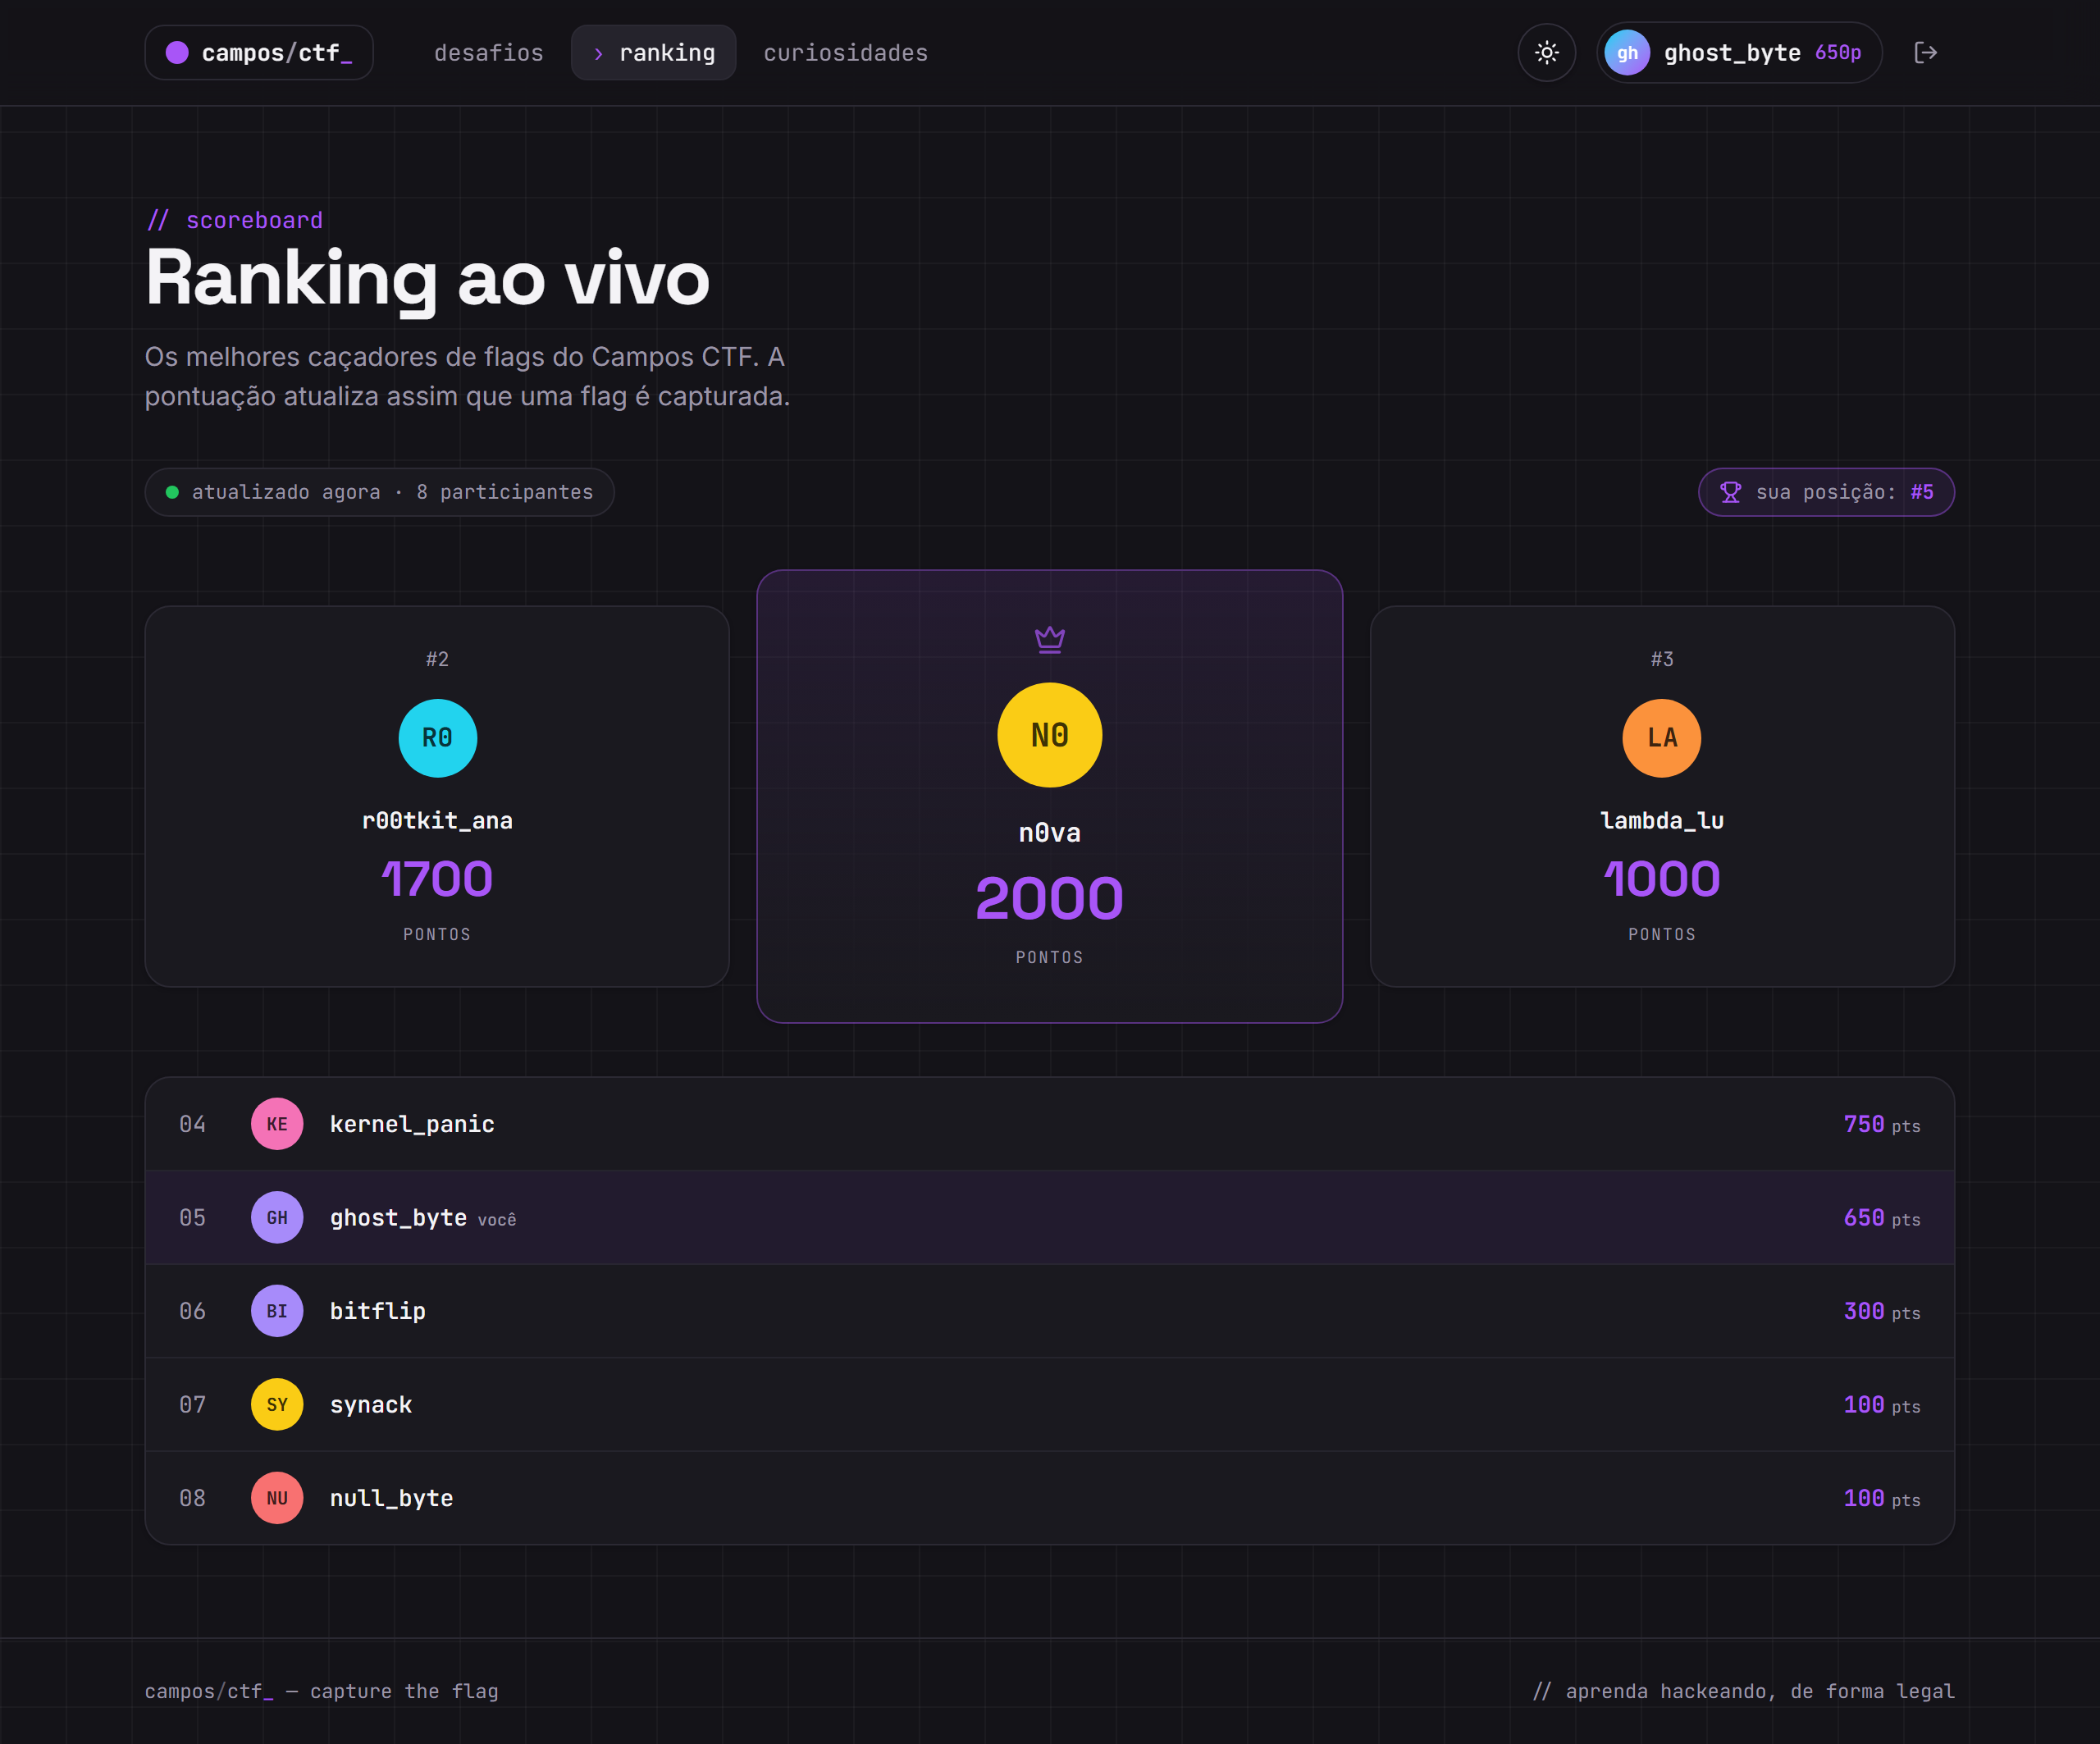 campos/ctf_
desafios
› ranking
curiosidades
gh ghost_byte 650p
// scoreboard
Ranking ao vivo
Os melhores caçadores de flags do Campos CTF. A
pontuação atualiza assim que uma flag é capturada.
atualizado agora · 8 participantes
sua posição: #5
#2
R0
r00tkit_ana
1700
PONTOS
N0
n0va
2000
PONTOS
#3
LA
lambda_lu
1000
PONTOS
04 KE kernel_panic 750 pts
05 GH ghost_byte você 650 pts
06 BI bitflip 300 pts
07 SY synack 100 pts
08 NU null_byte 100 pts
campos/ctf_ — capture the flag
// aprenda hackeando, de forma legal